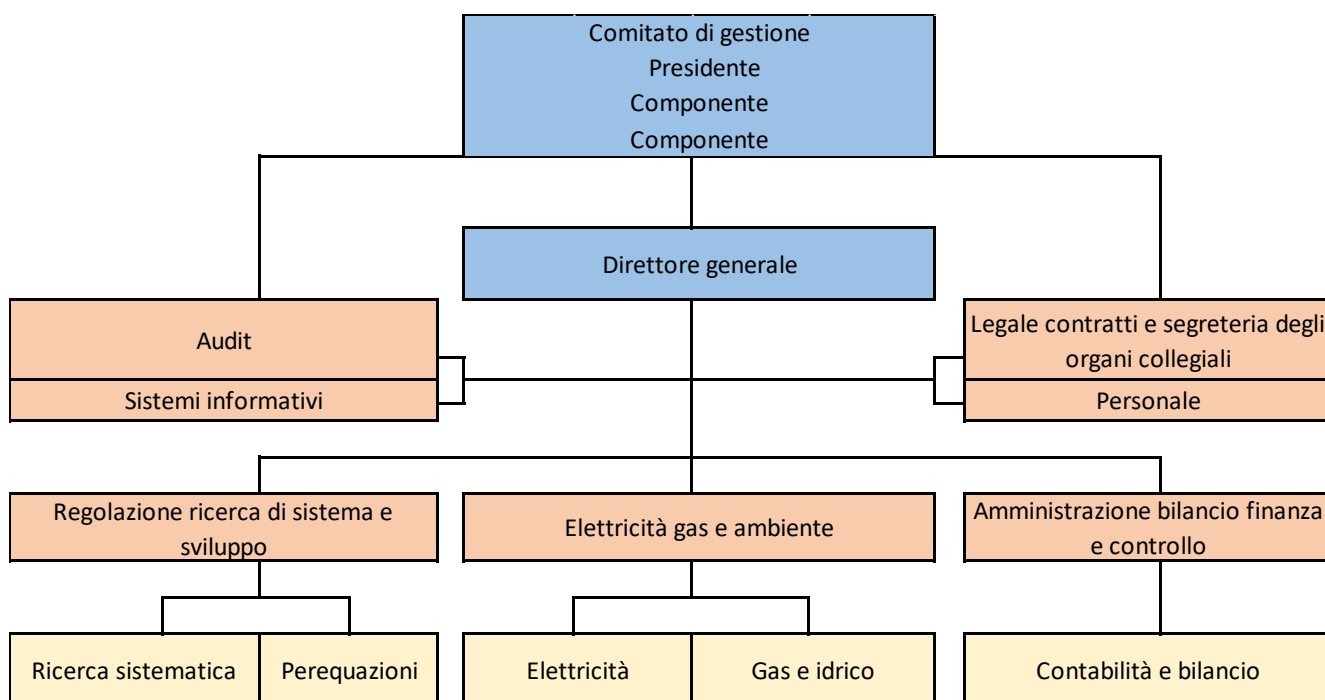 Comitato di gestione
Presidente
Componente
Componente
Direttore generale
Audit
Legale contratti e segreteria degli
organi collegiali
Sistemi informativi
Personale
Regolazione ricerca di sistema e
sviluppo
Elettricità gas e ambiente
Amministrazione bilancio finanza
e controllo
Ricerca sistematica
Perequazioni
Elettricità
Gas e idrico
Contabilità e bilancio